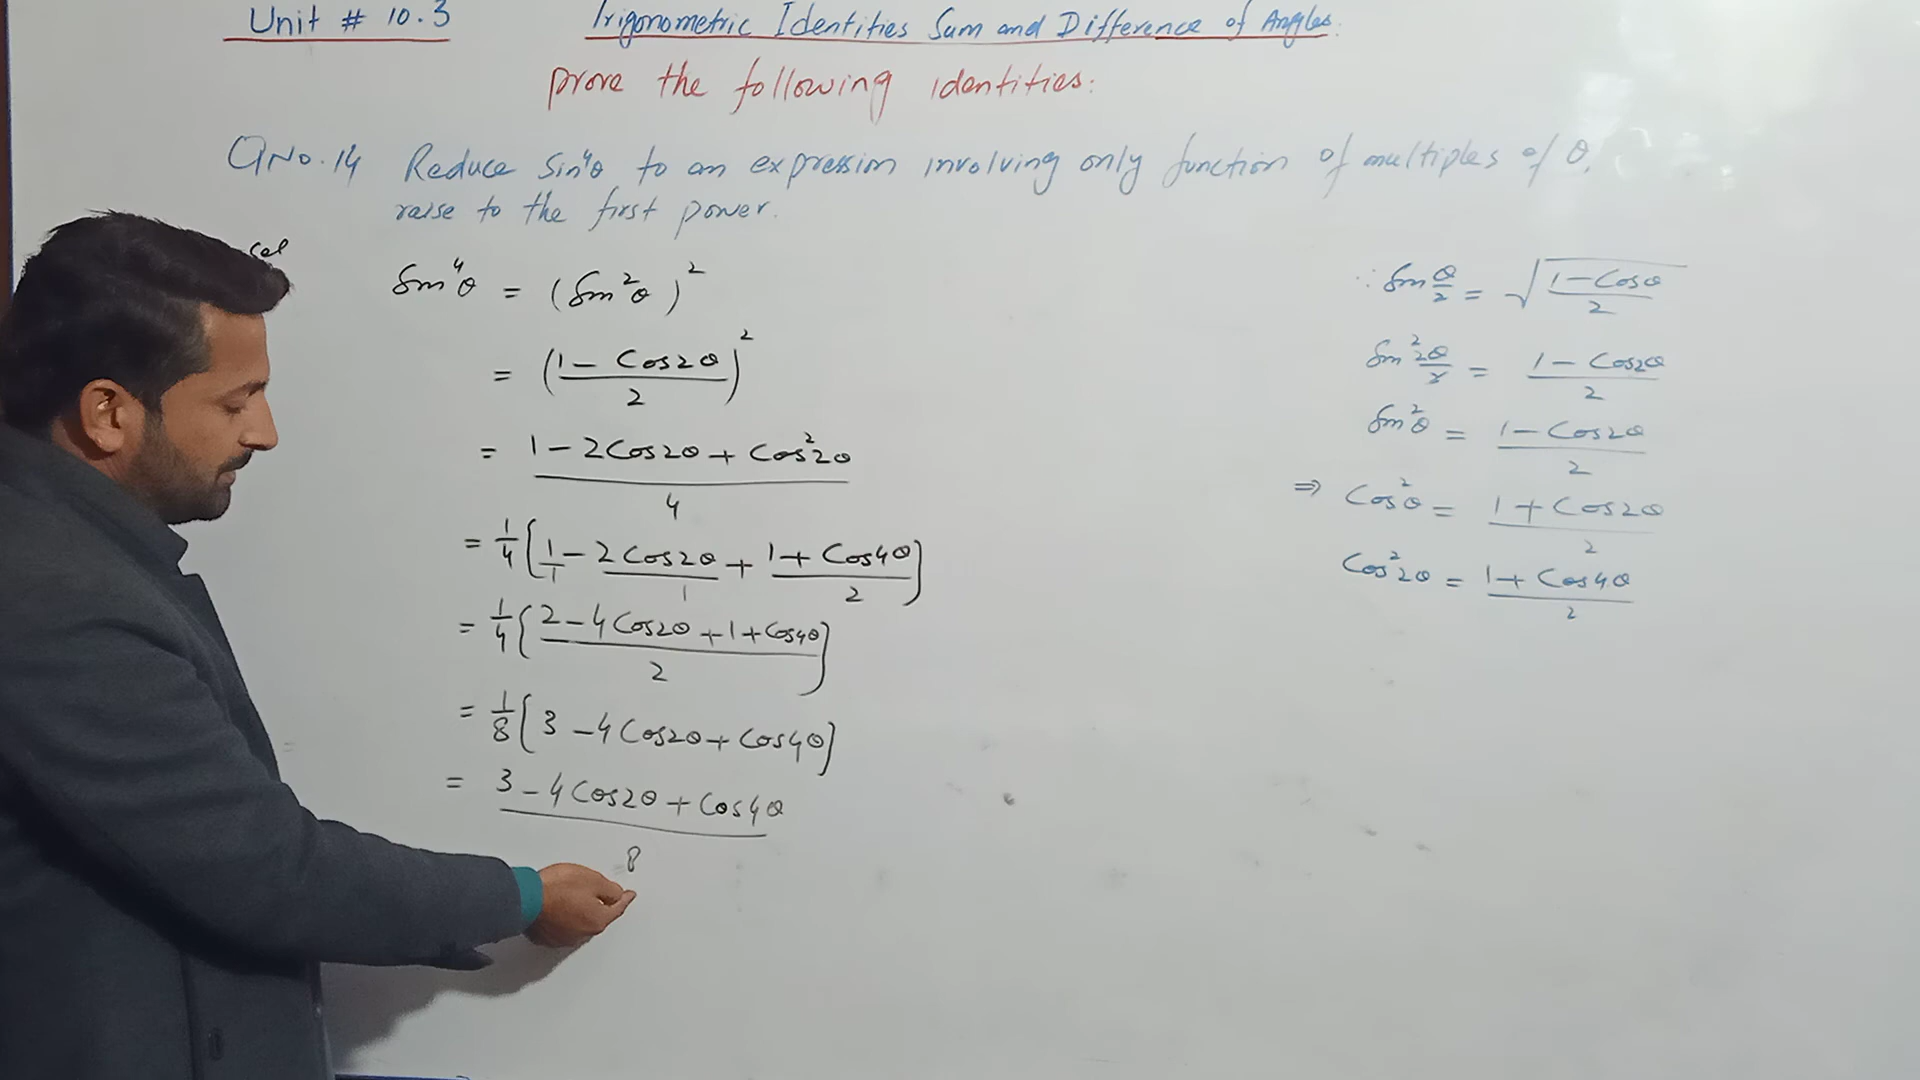 Unit # 10.3
Trigonometric Identities Sum and Difference of Angles.
Prove the following identities:
QNo.14 Reduce Sin⁴θ to an expression involving only function of multiples of θ,
raise to the first power.
Sol
Sin⁴θ = (Sin²θ)²
= ((1 - Cos2θ)/2)²
= (1 - 2Cos2θ + Cos²2θ)/4
= 1/4 [1/1 - 2Cos2θ/1 + (1 + Cos4θ)/2]
= 1/4 [(2 - 4Cos2θ + 1 + Cos4θ)/2]
= 1/8 [3 - 4Cos2θ + Cos4θ]
= (3 - 4Cos2θ + Cos4θ)/8
∵ Sin θ/2 = √((1 - Cosθ)/2)
Sin² 2θ/2 = (1 - Cos2θ)/2
Sin²θ = (1 - Cos2θ)/2
⇒ Cos²θ = (1 + Cos2θ)/2
Cos²2θ = (1 + Cos4θ)/2